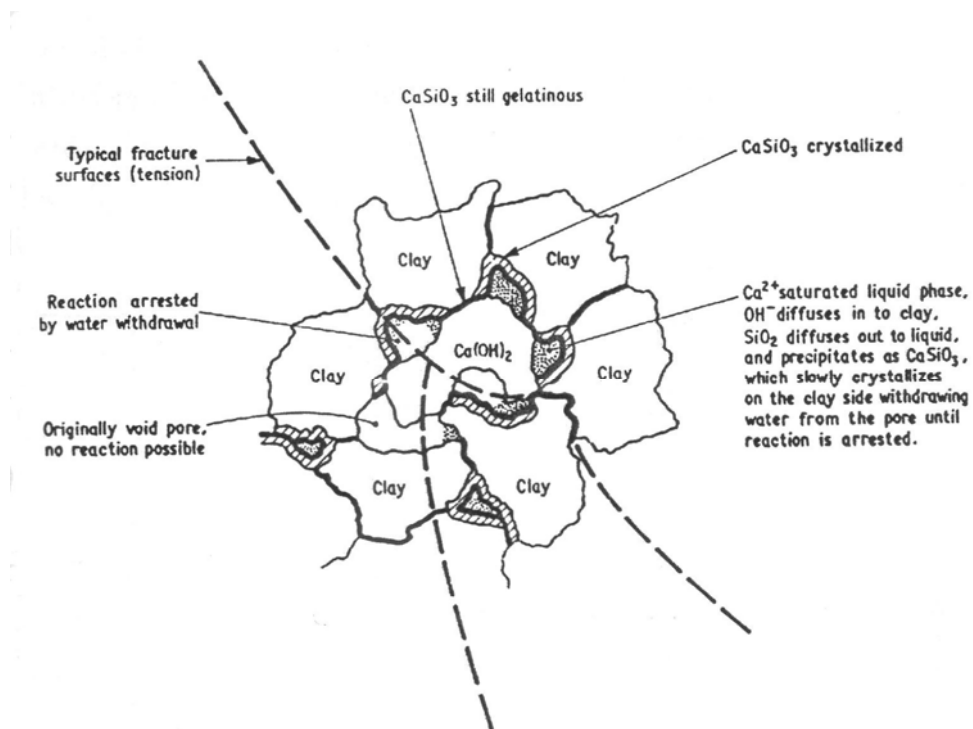 CaSiO₃ still gelatinous
CaSiO₃ crystallized
Typical fracture
surfaces (tension)
Clay
Clay
Reaction arrested
by water withdrawal
Ca²⁺saturated liquid phase,
OH⁻diffuses in to clay,
SiO₂ diffuses out to liquid,
and precipitates as CaSiO₃,
which slowly crystallizes
on the clay side withdrawing
water from the pore until
reaction is arrested.
Ca(OH)₂
Clay
Clay
Originally void pore,
no reaction possible
Clay
Clay